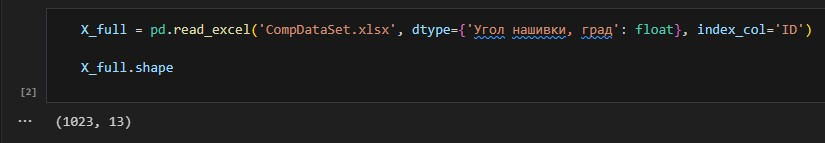 X_full = pd.read_excel('CompDataSet.xlsx', dtype={'Угол нашивки, град': float}, index_col='ID')
X_full.shape
[2]
... (1023, 13)